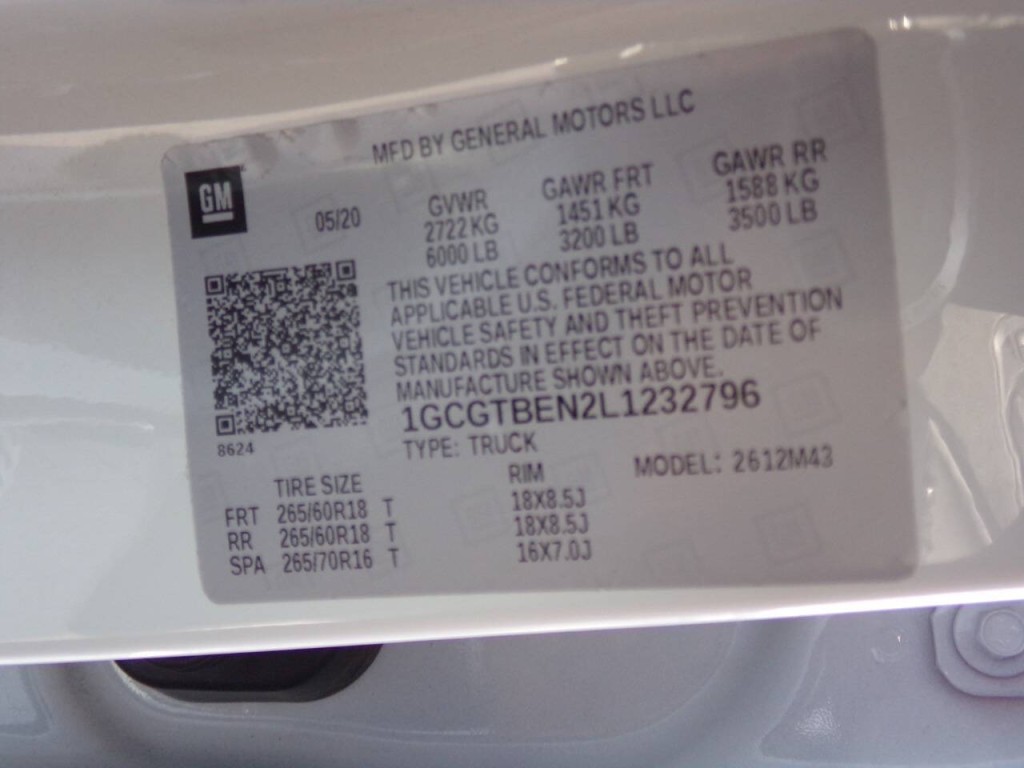 MFD BY GENERAL MOTORS LLC
GM
05/20
GVWR GAWR FRT GAWR RR
2722 KG 1451 KG 1588 KG
6000 LB 3200 LB 3500 LB
THIS VEHICLE CONFORMS TO ALL
APPLICABLE U.S. FEDERAL MOTOR
VEHICLE SAFETY AND THEFT PREVENTION
STANDARDS IN EFFECT ON THE DATE OF
MANUFACTURE SHOWN ABOVE.
1GCGTBEN2L1232796
8624
TYPE: TRUCK MODEL: 2612M43
TIRE SIZE RIM
FRT 265/60R18 T 18X8.5J
RR 265/60R18 T 18X8.5J
SPA 265/70R16 T 16X7.0J